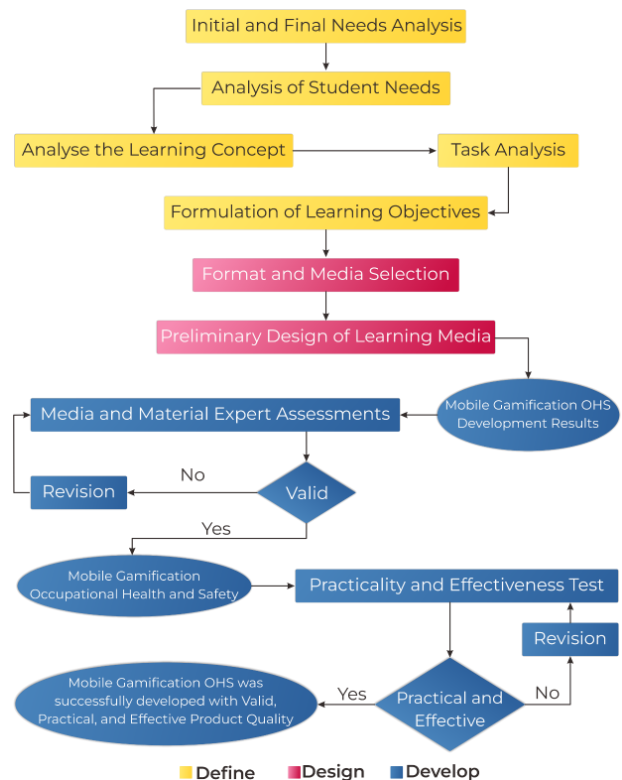 Initial and Final Needs Analysis
Analysis of Student Needs
Analyse the Learning Concept
Task Analysis
Formulation of Learning Objectives
Format and Media Selection
Preliminary Design of Learning Media
Mobile Gamification OHS
Development Results
Media and Material Expert Assessments
Valid
No
Revision
Yes
Mobile Gamification
Occupational Health and Safety
Practicality and Effectiveness Test
Revision
Practical and
Effective
No
Yes
Mobile Gamification OHS was
successfully developed with Valid,
Practical, and Effective Product Quality
Define
Design
Develop